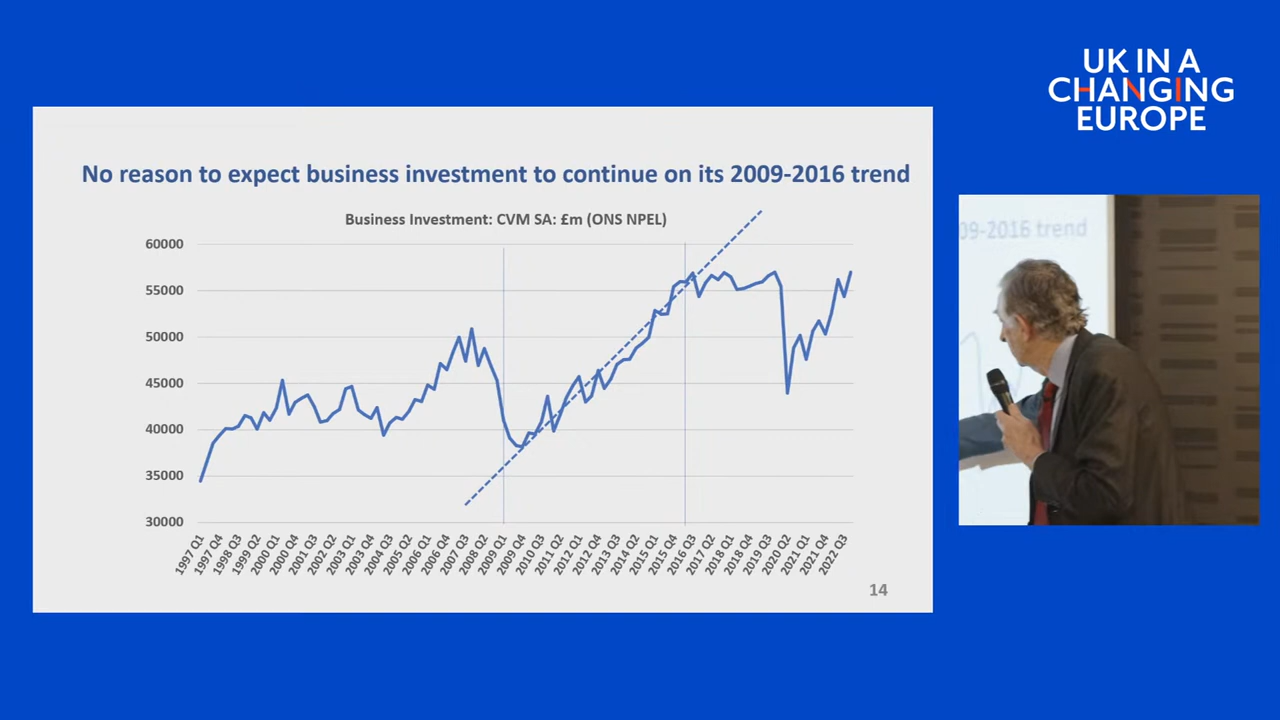 UK IN A
CHANGING
EUROPE
No reason to expect business investment to continue on its 2009-2016 trend
Business Investment: CVM SA: £m (ONS NPEL)
60000
55000
50000
45000
40000
35000
30000
1997 Q1
1997 Q4
1998 Q3
1999 Q2
2000 Q1
2000 Q4
2001 Q3
2002 Q2
2003 Q1
2003 Q4
2004 Q3
2005 Q2
2006 Q1
2006 Q4
2007 Q3
2008 Q2
2009 Q1
2009 Q4
2010 Q3
2011 Q2
2012 Q1
2012 Q4
2013 Q3
2014 Q2
2015 Q1
2015 Q4
2016 Q3
2017 Q2
2018 Q1
2018 Q4
2019 Q3
2020 Q2
2021 Q1
2021 Q4
2022 Q3
14
09-2016 trend